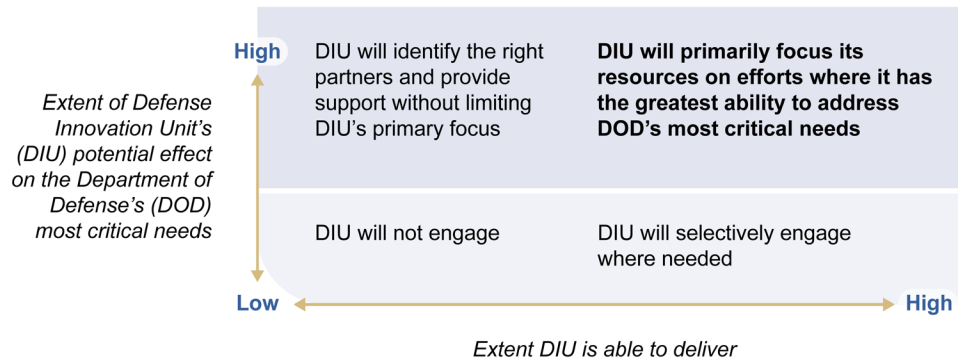 High
DIU will identify the right
partners and provide
support without limiting
DIU's primary focus
DIU will primarily focus its
resources on efforts where it has
the greatest ability to address
DOD's most critical needs
Extent of Defense
Innovation Unit's
(DIU) potential effect
on the Department of
Defense's (DOD)
most critical needs
DIU will not engage
DIU will selectively engage
where needed
Low
High
Extent DIU is able to deliver